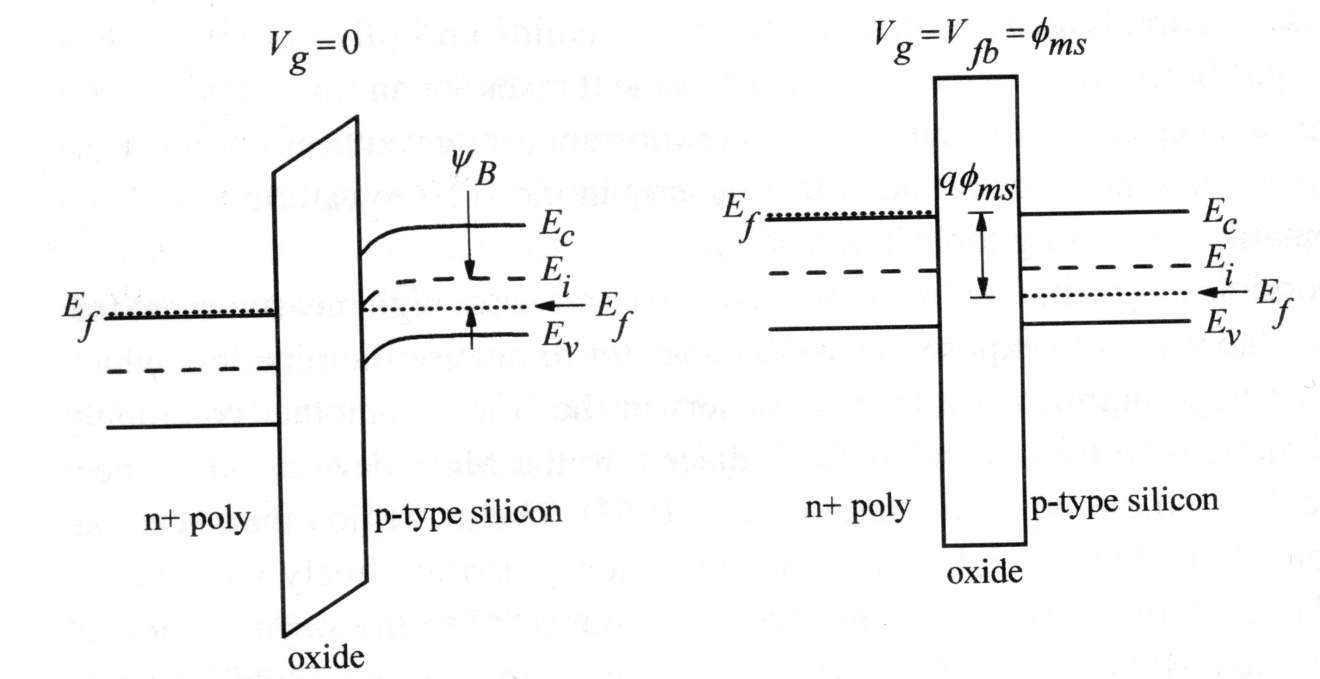 V_g=0
V_g=V_fb=ϕ_ms
ψ_B
qϕ_ms
E_f
E_c
E_i
E_f
E_v
E_f
E_c
E_i
E_f
E_v
n+ poly
p-type silicon
oxide
n+ poly
p-type silicon
oxide